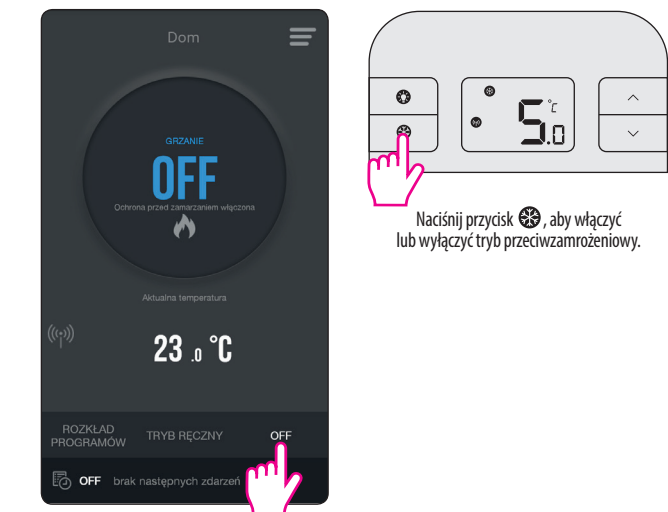 Dom
GRZANIE
OFF
Ochrona przed zamarzaniem włączona
Aktualna temperatura
23 .0 °C
ROZKŁAD
PROGRAMÓW
TRYB RĘCZNY
OFF
OFF brak następnych zdarzeń
5.0 °C
Naciśnij przycisk , aby włączyć
lub wyłączyć tryb przeciwzamrożeniowy.